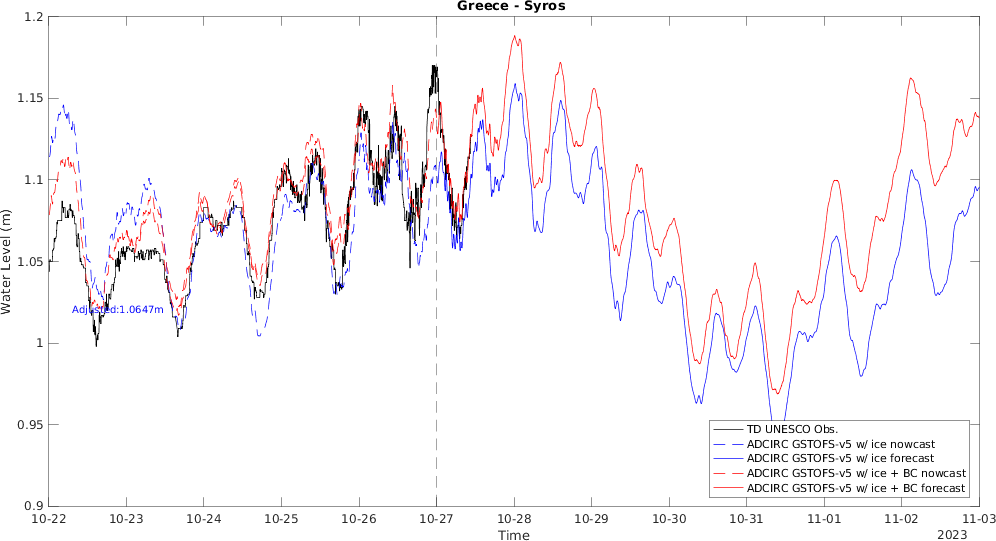 Greece - Syros
1.2
1.15
1.1
1.05
1
0.95
0.9
Water Level (m)
Adjusted:1.0647m
TD UNESCO Obs.
ADCIRC GSTOFS-v5 w/ ice nowcast
ADCIRC GSTOFS-v5 w/ ice forecast
ADCIRC GSTOFS-v5 w/ ice + BC nowcast
ADCIRC GSTOFS-v5 w/ ice + BC forecast
10-22 10-23 10-24 10-25 10-26 10-27 10-28 10-29 10-30 10-31 11-01 11-02 11-03
Time
2023